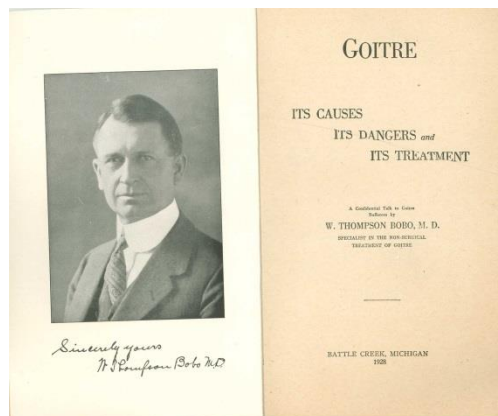 Sincerely yours
W Thompson Bobo M.D.
GOITRE
ITS CAUSES
ITS DANGERS and
ITS TREATMENT
A Confidential Talk to Goitre
Sufferers by
W. THOMPSON BOBO, M. D.
SPECIALIST IN THE NON-SURGICAL
TREATMENT OF GOITRE
BATTLE CREEK, MICHIGAN
1928